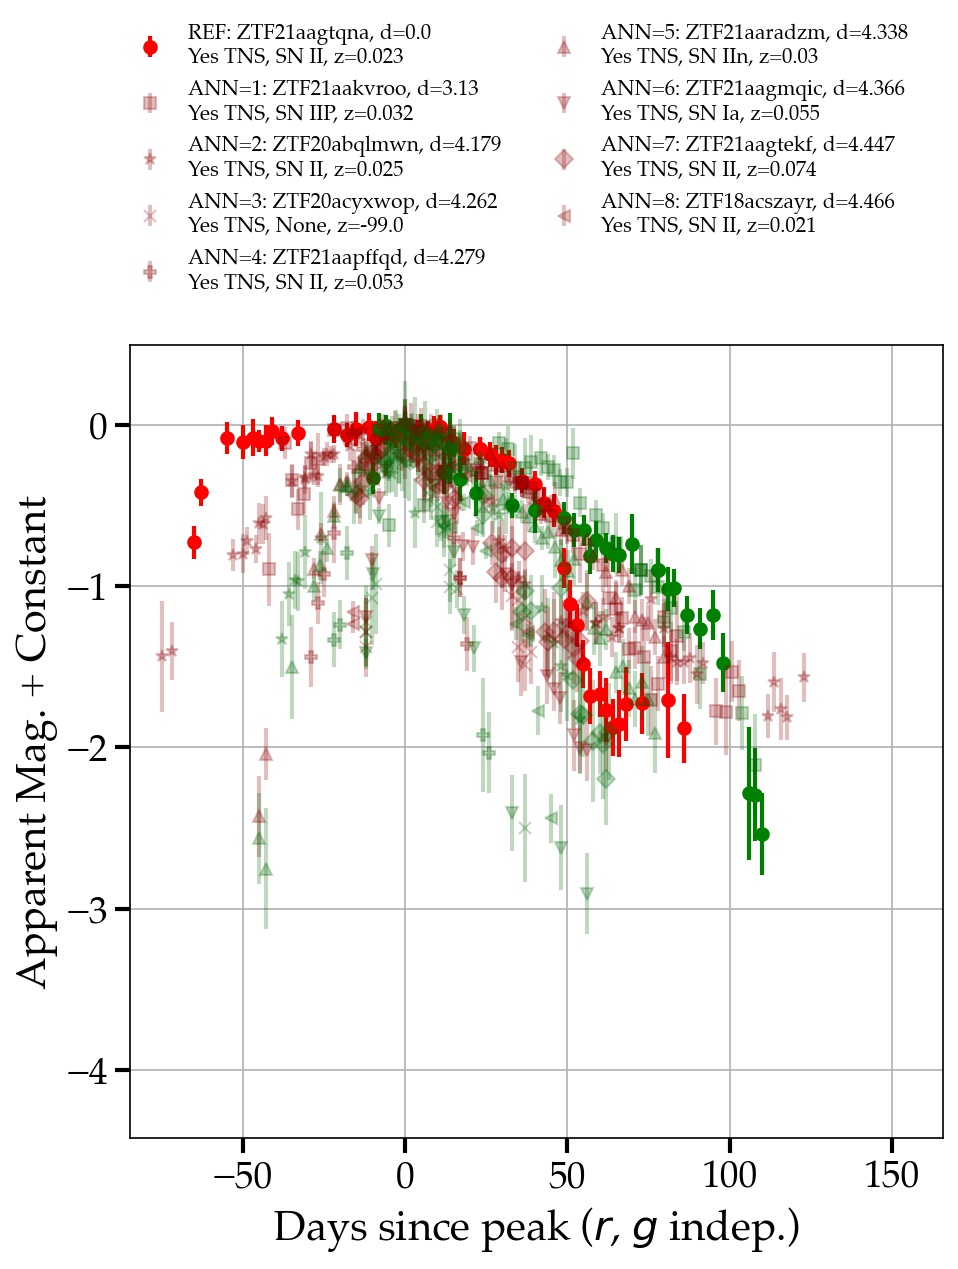 REF: ZTF21aagtqna, d=0.0
Yes TNS, SN II, z=0.023
ANN=1: ZTF21aakvroo, d=3.13
Yes TNS, SN IIP, z=0.032
ANN=2: ZTF20abqlmwn, d=4.179
Yes TNS, SN II, z=0.025
ANN=3: ZTF20acyxwop, d=4.262
Yes TNS, None, z=-99.0
ANN=4: ZTF21aapffqd, d=4.279
Yes TNS, SN II, z=0.053
ANN=5: ZTF21aaradzm, d=4.338
Yes TNS, SN IIn, z=0.03
ANN=6: ZTF21aagmqic, d=4.366
Yes TNS, SN Ia, z=0.055
ANN=7: ZTF21aagtekf, d=4.447
Yes TNS, SN II, z=0.074
ANN=8: ZTF18acszayr, d=4.466
Yes TNS, SN II, z=0.021
Apparent Mag. + Constant
0
−1
−2
−3
−4
−50
0
50
100
150
Days since peak (r, g indep.)